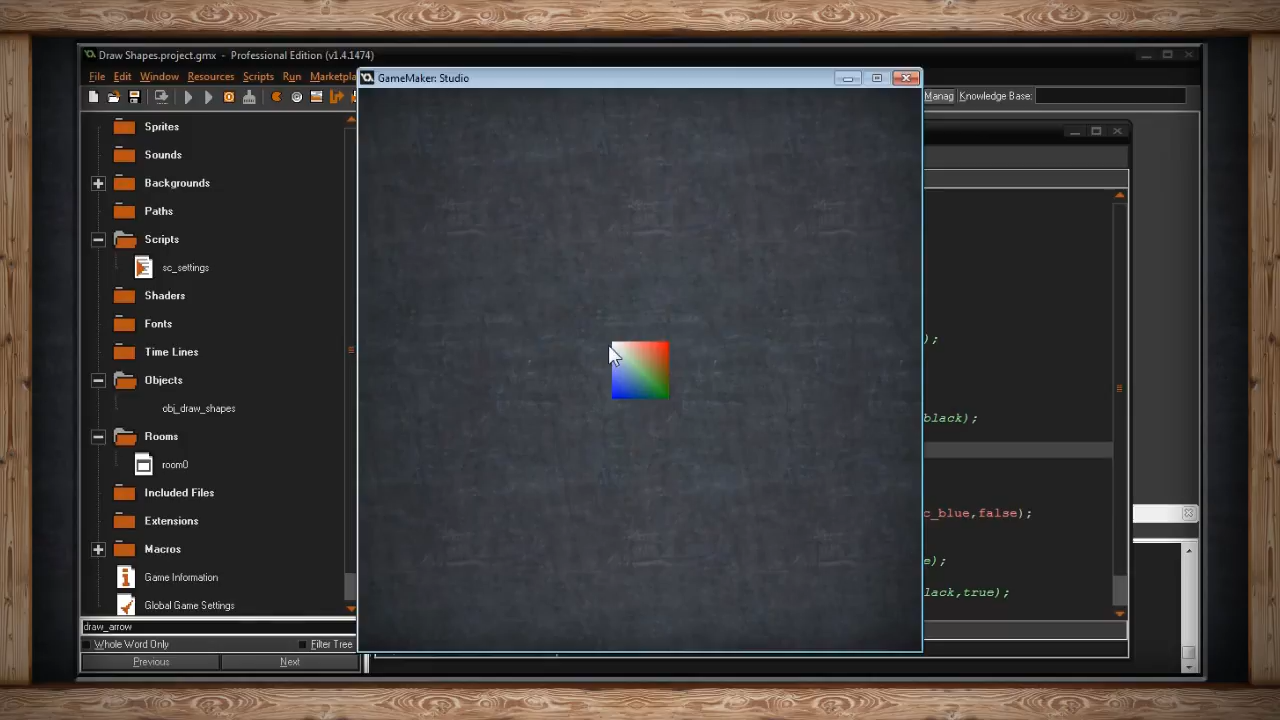 Draw Shapes.project.gmx - Professional Edition (v1.4.1474)
File Edit Window Resources Scripts Run Marketpla
GameMaker: Studio
Manag Knowledge Base:
Sprites
Sounds
Backgrounds
Paths
Scripts
sc_settings
);
Shaders
Fonts
Time Lines
Objects
obj_draw_shapes
black);
Rooms
room0
Included Files
c_blue,false);
Extensions
Macros
e);
Game Information
lack,true);
Global Game Settings
draw_arrow
Whole Word Only Filter Tree
Previous Next